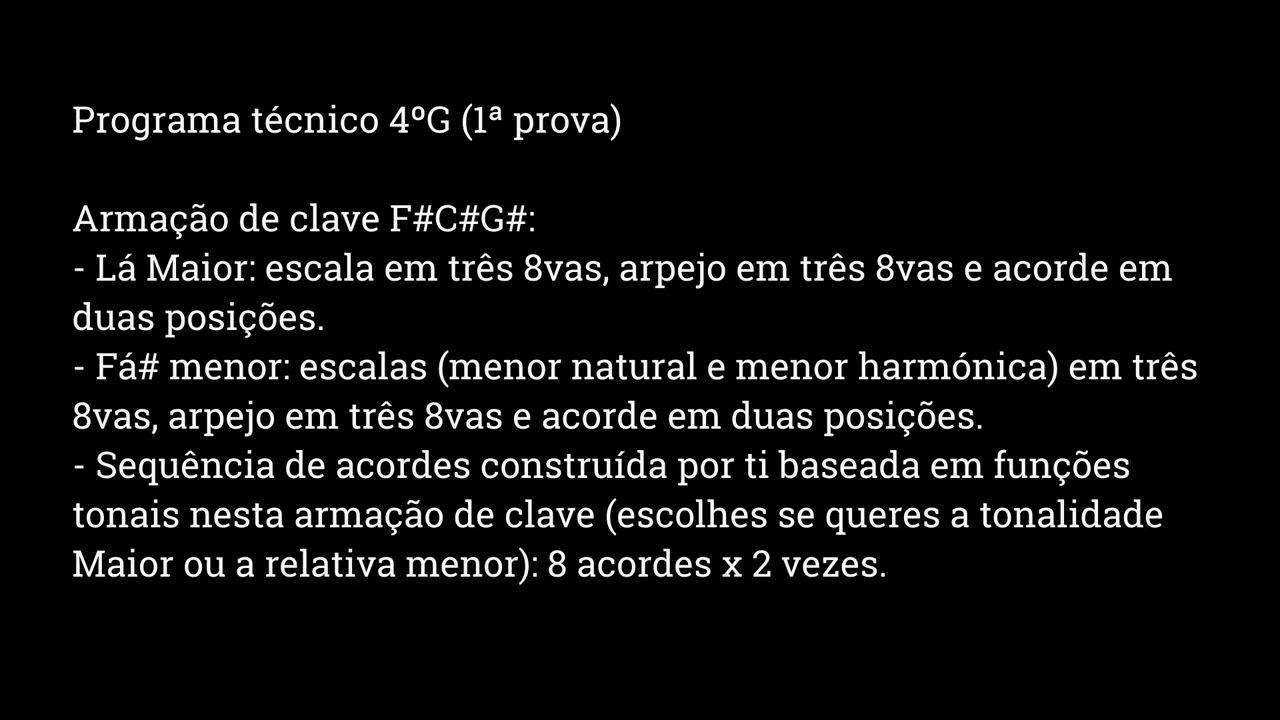 Programa técnico 4ºG (1ª prova)
Armação de clave F#C#G#:
- Lá Maior: escala em três 8vas, arpejo em três 8vas e acorde em
duas posições.
- Fá# menor: escalas (menor natural e menor harmónica) em três
8vas, arpejo em três 8vas e acorde em duas posições.
- Sequência de acordes construída por ti baseada em funções
tonais nesta armação de clave (escolhes se queres a tonalidade
Maior ou a relativa menor): 8 acordes x 2 vezes.